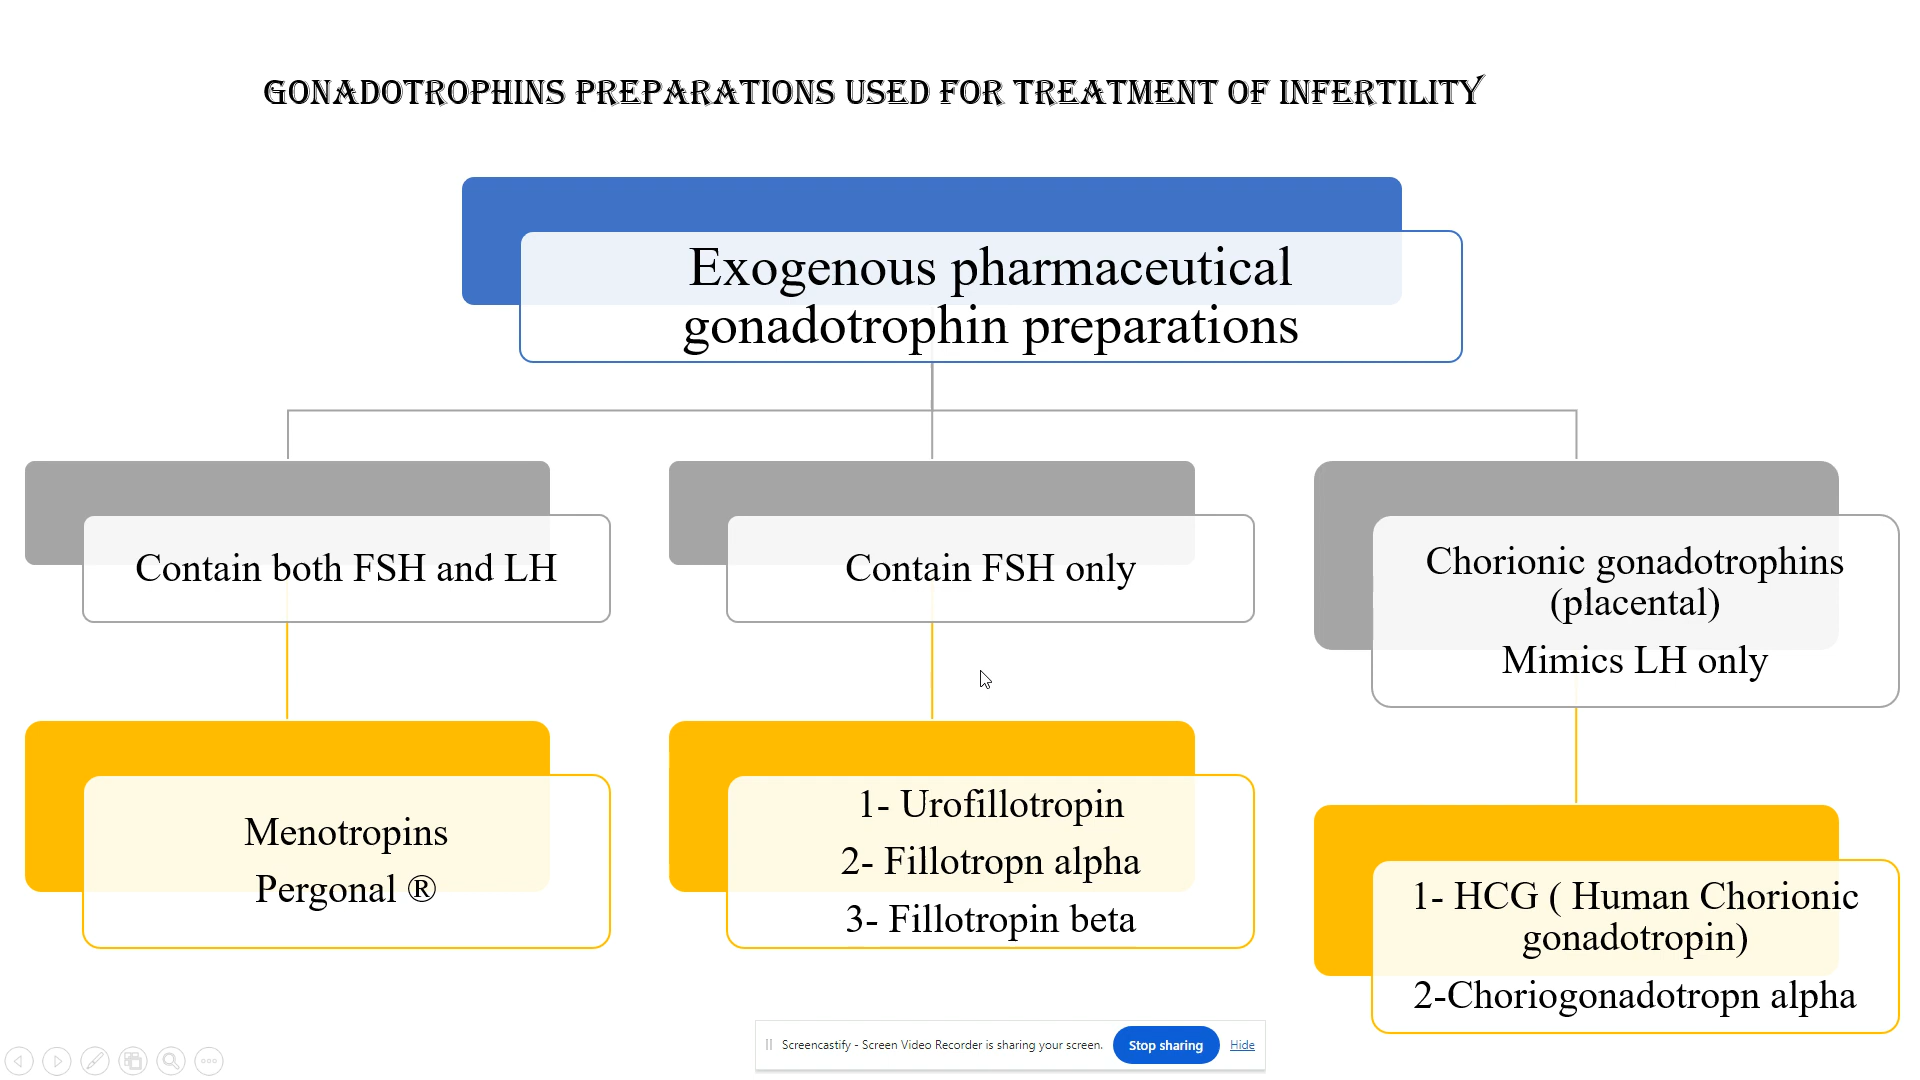 GONADOTROPHINS PREPARATIONS USED FOR TREATMENT OF INFERTILITY
Exogenous pharmaceutical
gonadotrophin preparations
Contain both FSH and LH
Contain FSH only
Chorionic gonadotrophins
(placental)
Mimics LH only
Menotropins
Pergonal ®
1- Urofillotropin
2- Fillotropn alpha
3- Fillotropin beta
1- HCG ( Human Chorionic
gonadotropin)
2-Choriogonadotropn alpha
Screencastify - Screen Video Recorder is sharing your screen.
Stop sharing
Hide